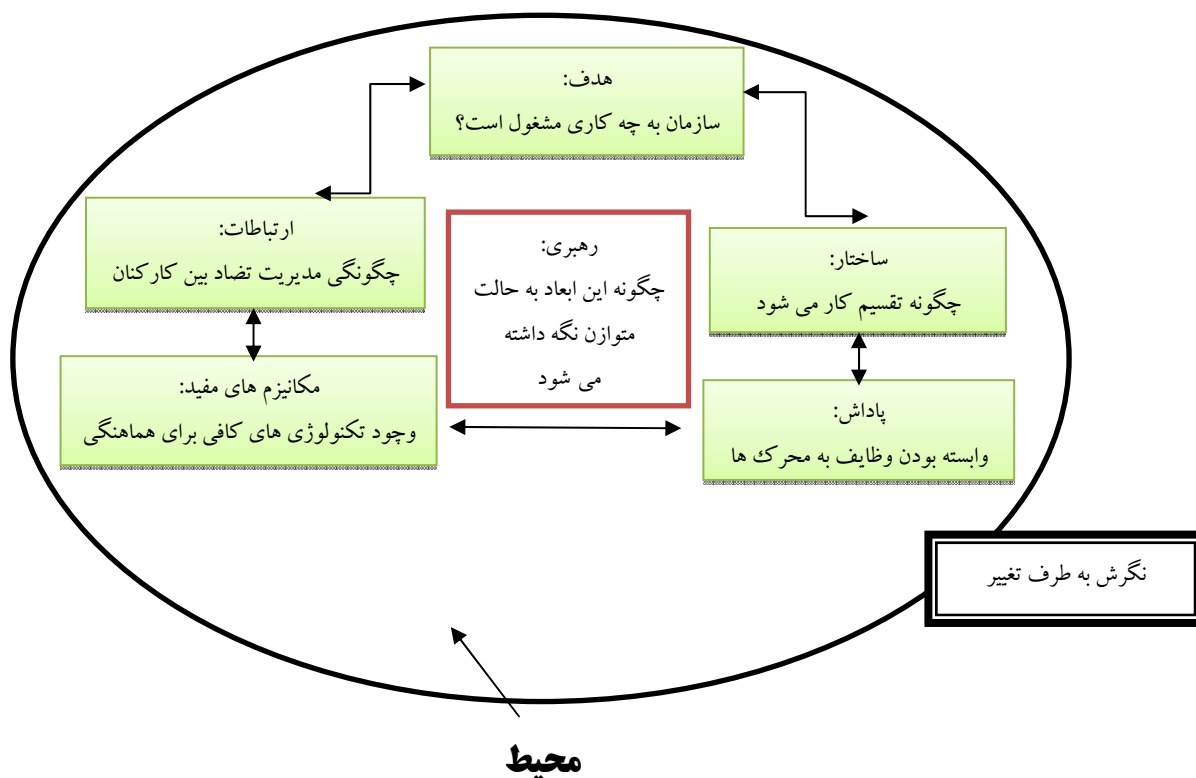 هدف:
سازمان به چه کاری مشغول است؟
ساختار:
چگونه تقسیم کار می شود
رهبری:
چگونه این ابعاد به حالت
متوازن نگه داشته
می شود
ارتباطات:
چگونگی مدیریت تضاد بین کارکنان
پاداش:
وابسته بودن وظایف به محرک ها
مکانیزم های مفید:
وجود تکنولوژی های کافی برای هماهنگی
نگرش به طرف تغییر
محیط